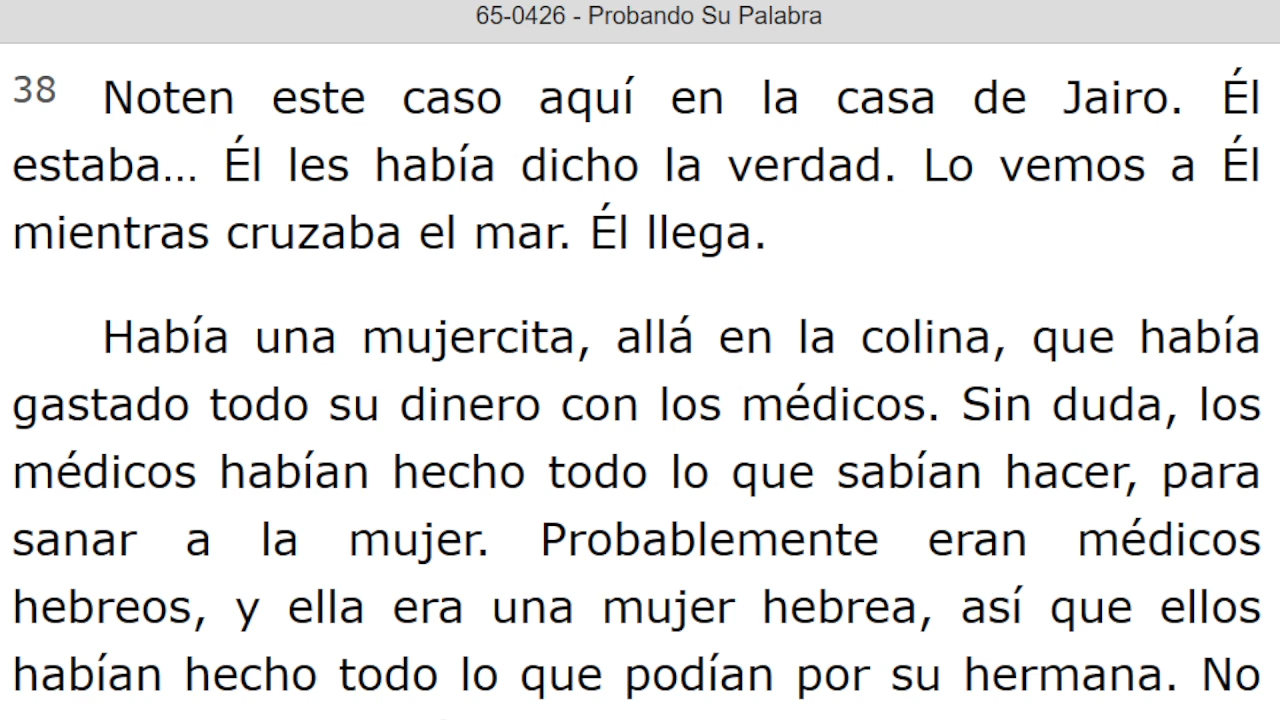 65-0426 - Probando Su Palabra
38 Noten este caso aquí en la casa de Jairo. Él
estaba... Él les había dicho la verdad. Lo vemos a Él
mientras cruzaba el mar. Él llega.
Había una mujercita, allá en la colina, que había
gastado todo su dinero con los médicos. Sin duda, los
médicos habían hecho todo lo que sabían hacer, para
sanar a la mujer. Probablemente eran médicos
hebreos, y ella era una mujer hebrea, así que ellos
habían hecho todo lo que podían por su hermana. No